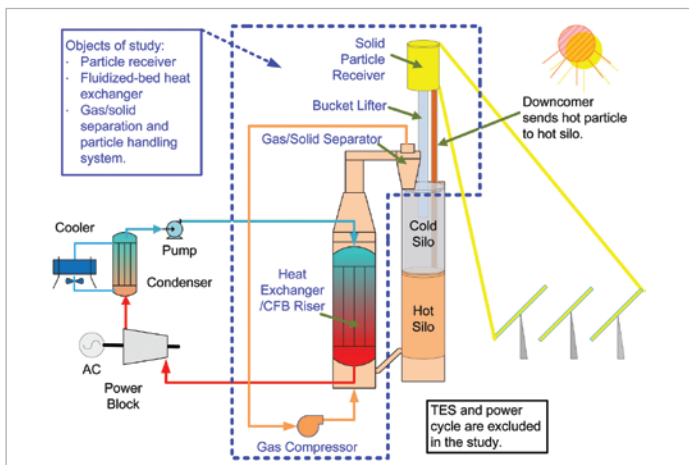 Objects of study:
· Particle receiver
· Fluidized-bed heat
exchanger
· Gas/solid
separation and
particle handling
system.
Solid
Particle
Receiver
Bucket Lifter
Gas/Solid Separator
Downcomer
sends hot particle
to hot silo.
Cooler
Pump
Condenser
Cold
Silo
Heat
Exchanger
/CFB Riser
Hot
Silo
AC
Power
Block
Gas Compressor
TES and power
cycle are excluded
in the study.